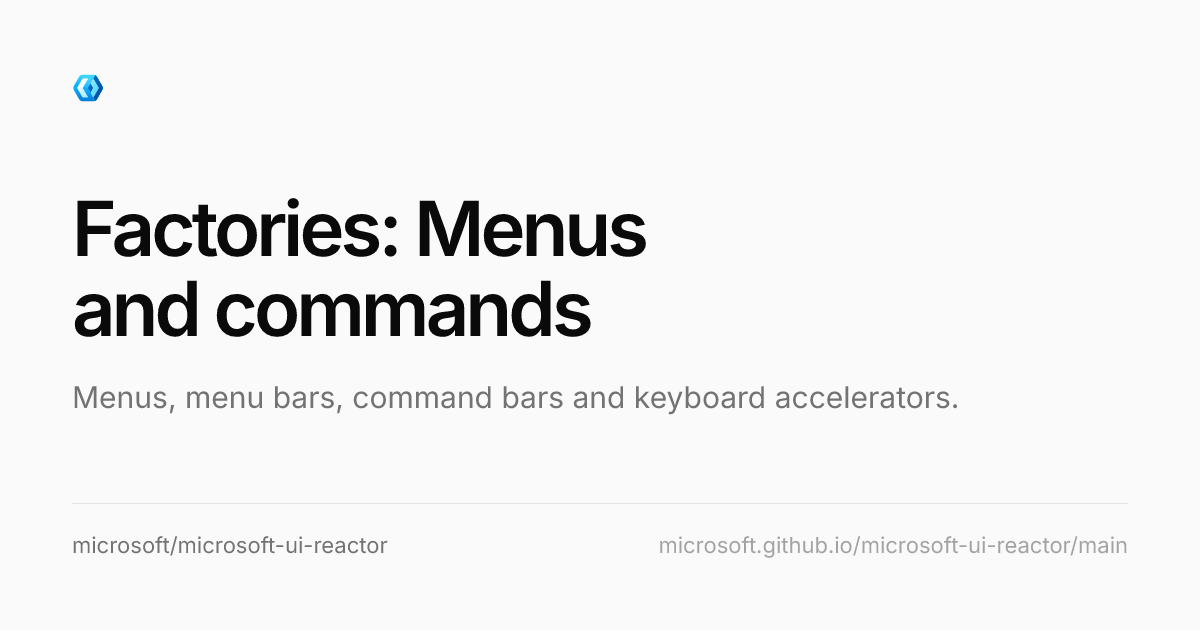 Factories: Menus
and commands
Menus, menu bars, command bars and keyboard accelerators.
microsoft/microsoft-ui-reactor
microsoft.github.io/microsoft-ui-reactor/main